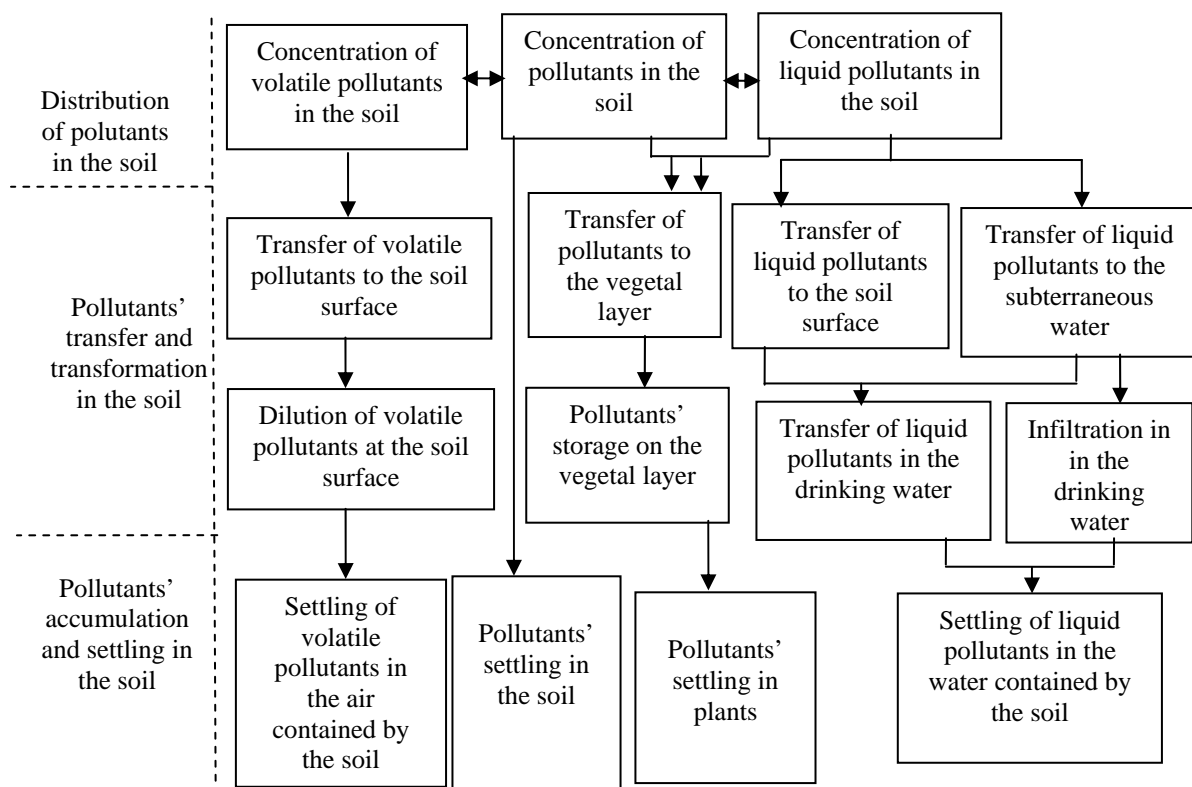 Distribution
of polutants
in the soil
Concentration of
volatile pollutants
in the soil
Concentration of
pollutants in the
soil
Concentration of
liquid pollutants in
the soil
Pollutants’
transfer and
transformation
in the soil
Transfer of volatile
pollutants to the soil
surface
Transfer of
pollutants to
the vegetal
layer
Transfer of
liquid pollutants
to the soil
surface
Transfer of liquid
pollutants to the
subterraneous
water
Dilution of volatile
pollutants at the soil
surface
Pollutants’
storage on the
vegetal layer
Transfer of liquid
pollutants in the
drinking water
Infiltration in
in the
drinking
water
Pollutants’
accumulation
and settling in
the soil
Settling of
volatile
pollutants in
the air
contained by
the soil
Pollutants’
settling in
the soil
Pollutants’
settling in
plants
Settling of liquid
pollutants in the
water contained by
the soil